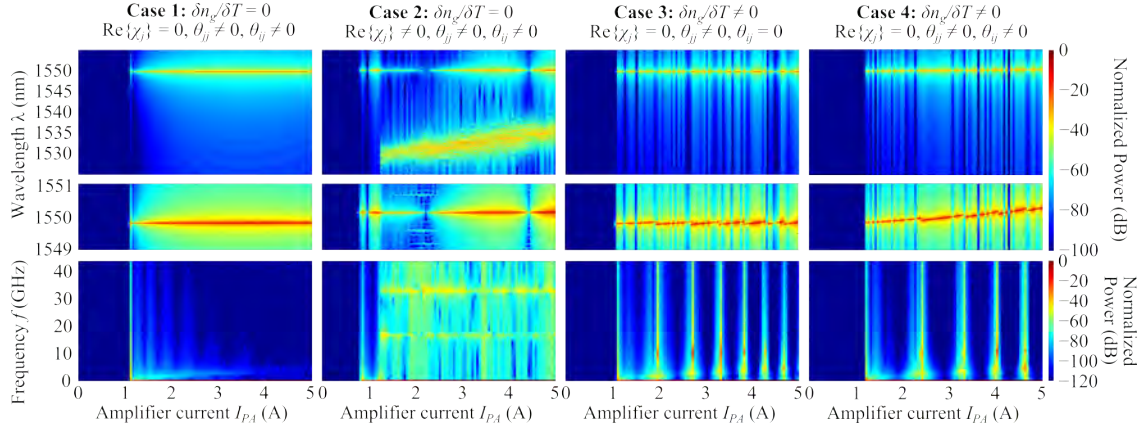 Case 1: δn_g/δT = 0
Re{χ_j} = 0, θ_jj ≠ 0, θ_ij ≠ 0
Case 2: δn_g/δT = 0
Re{χ_j} ≠ 0, θ_jj ≠ 0, θ_ij ≠ 0
Case 3: δn_g/δT ≠ 0
Re{χ_j} = 0, θ_jj ≠ 0, θ_ij = 0
Case 4: δn_g/δT ≠ 0
Re{χ_j} = 0, θ_jj ≠ 0, θ_ij ≠ 0
Wavelength λ (nm)
1550
1545
1540
1535
1530
1551
1550
1549
0
−20
−40
−60
−80
−100
Normalized Power (dB)
Frequency f (GHz)
40
30
20
10
0
0
−20
−40
−60
−80
−100
−120
Normalized
Power (dB)
0 1 2 3 4 5
0 1 2 3 4 5
0 1 2 3 4 5
0 1 2 3 4 5
Amplifier current I_PA (A)
Amplifier current I_PA (A)
Amplifier current I_PA (A)
Amplifier current I_PA (A)